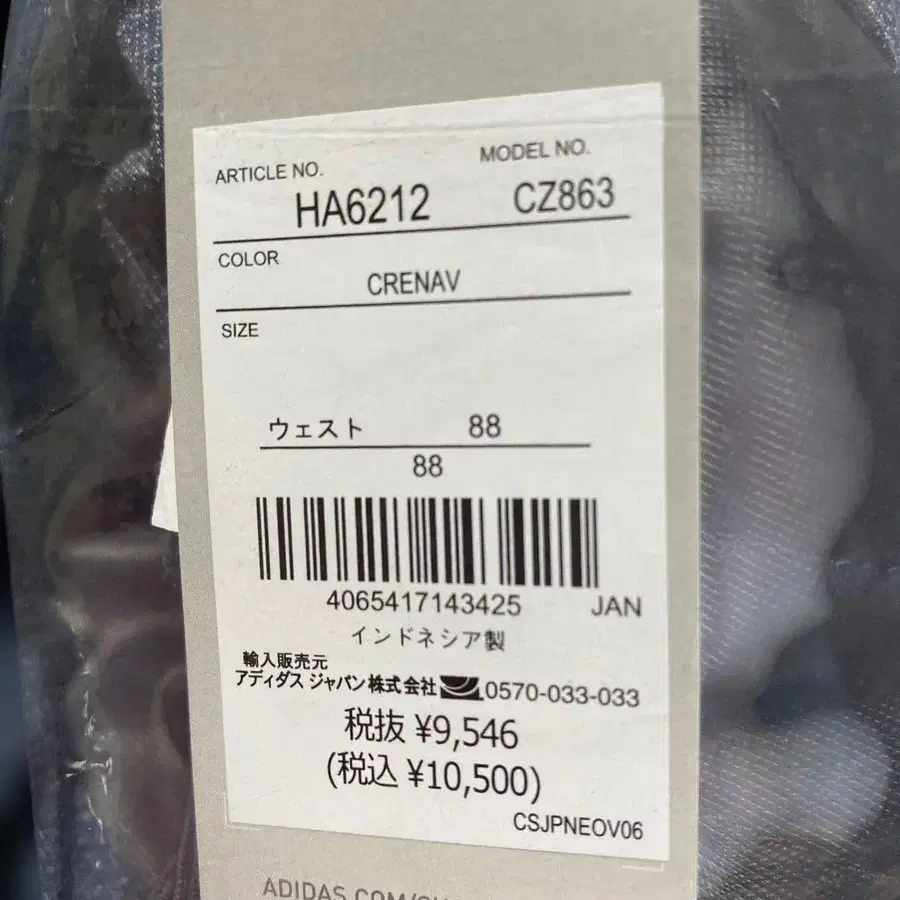 ARTICLE NO. MODEL NO.
HA6212 CZ863
COLOR
CRENAV
SIZE
ウェスト 88
88
4065417143425 JAN
インドネシア製
輸入販売元
アディダス ジャパン株式会社 0570-033-033
税抜 ¥9,546
(税込 ¥10,500)
CSJPNEOV06